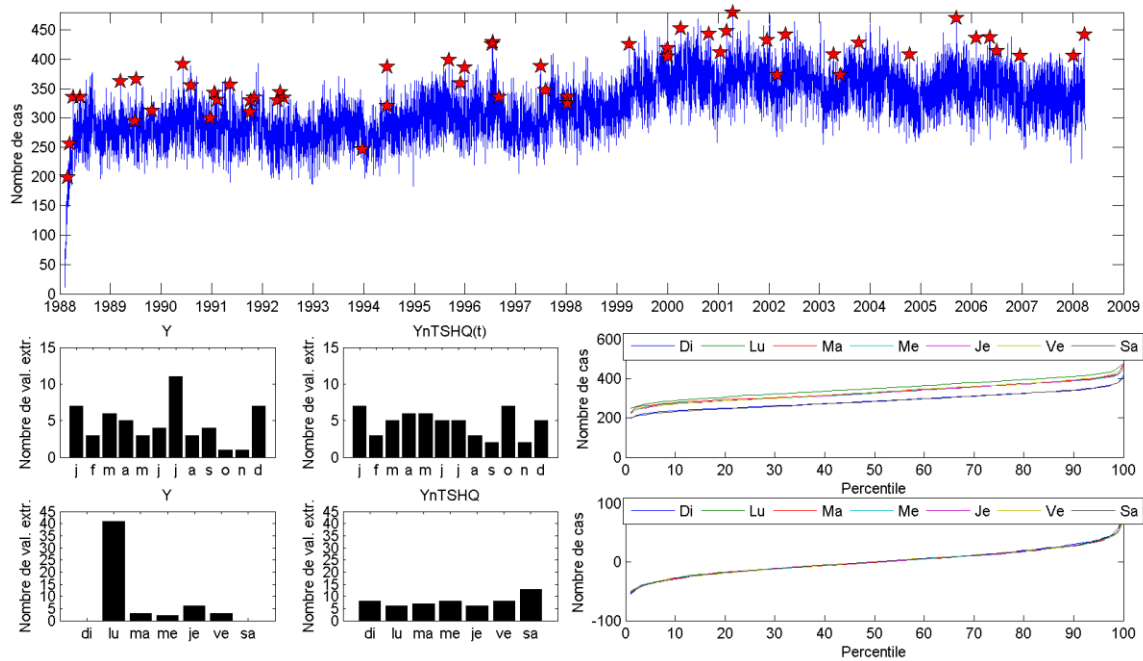 Nombre de cas
450
400
350
300
250
200
150
100
50
0
1988 1989 1990 1991 1992 1993 1994 1995 1996 1997 1998 1999 2000 2001 2002 2003 2004 2005 2006 2007 2008 2009
Y
Nombre de val. extr.
15
10
5
0
j f m a m j j a s o n d
YnTSHQ(t)
Nombre de val. extr.
15
10
5
0
j f m a m j j a s o n d
Nombre de cas
600
400
200
0
Di Lu Ma Me Je Ve Sa
0 10 20 30 40 50 60 70 80 90 100
Percentile
Y
Nombre de val. extr.
45
40
35
30
25
20
15
10
5
0
di lu ma me je ve sa
YnTSHQ
Nombre de val. extr.
45
40
35
30
25
20
15
10
5
0
di lu ma me je ve sa
Nombre de cas
100
0
-100
Di Lu Ma Me Je Ve Sa
0 10 20 30 40 50 60 70 80 90 100
Percentile